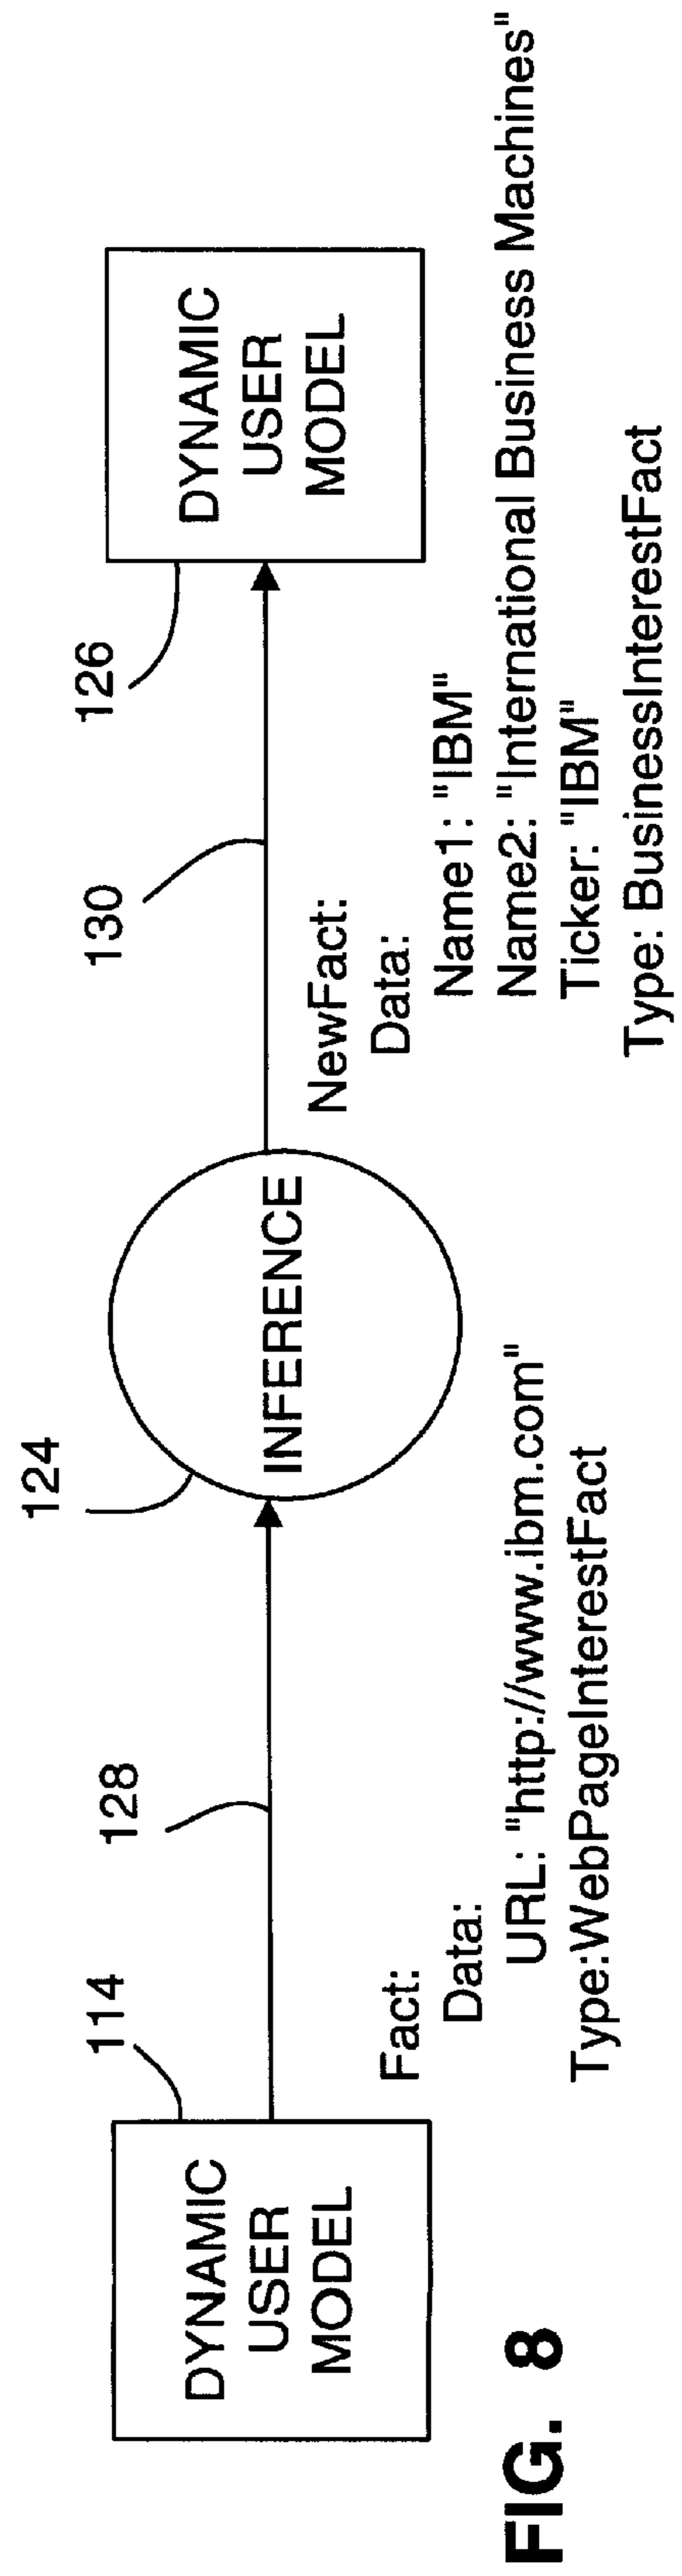 114
DYNAMIC
USER
MODEL
128
Fact:
Data:
URL: "http://www.ibm.com"
Type:WebPageInterestFact
124
INFERENCE
130
NewFact:
Data:
Name1: "IBM"
Name2: "International Business Machines"
Ticker: "IBM"
Type: BusinessInterestFact
126
DYNAMIC
USER
MODEL
FIG. 8